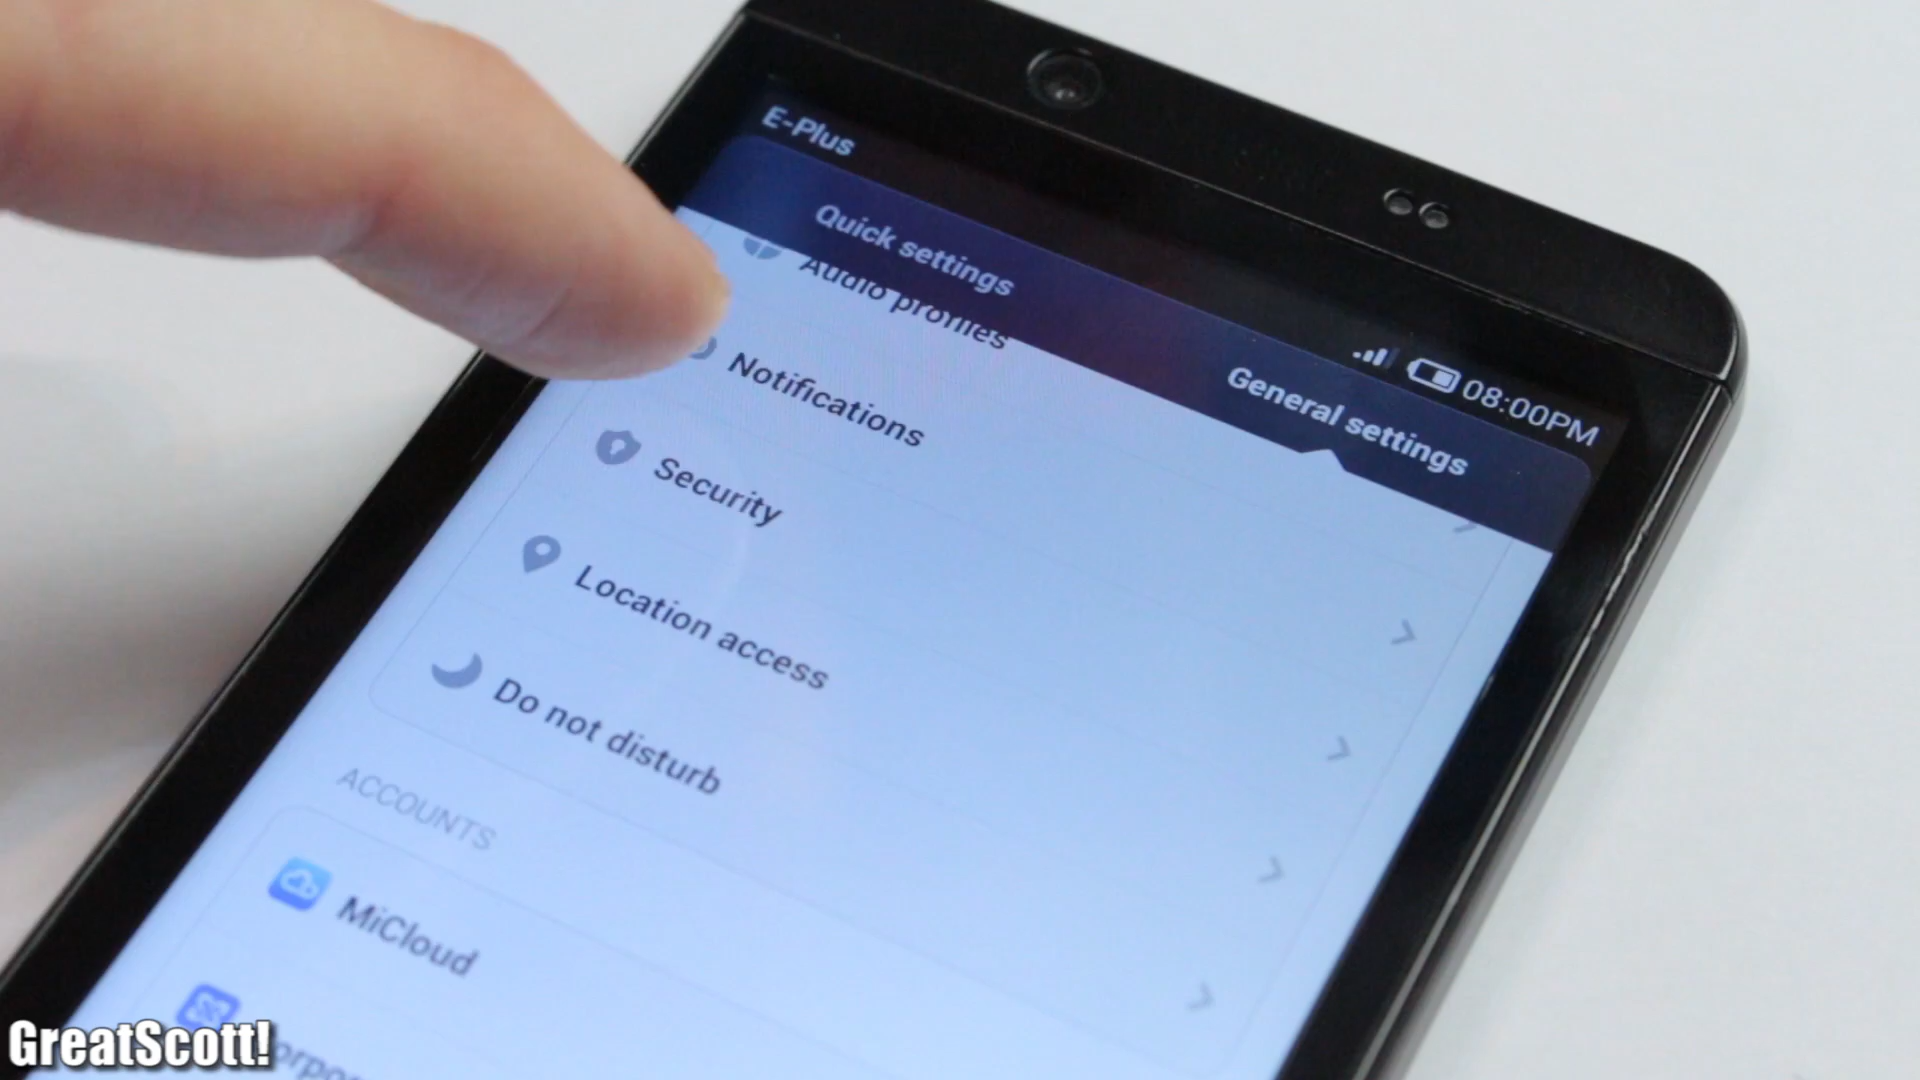 E-Plus
08:00PM
Quick settings
General settings
Audio profiles
Notifications
Security
Location access
Do not disturb
ACCOUNTS
MiCloud
GreatScott!